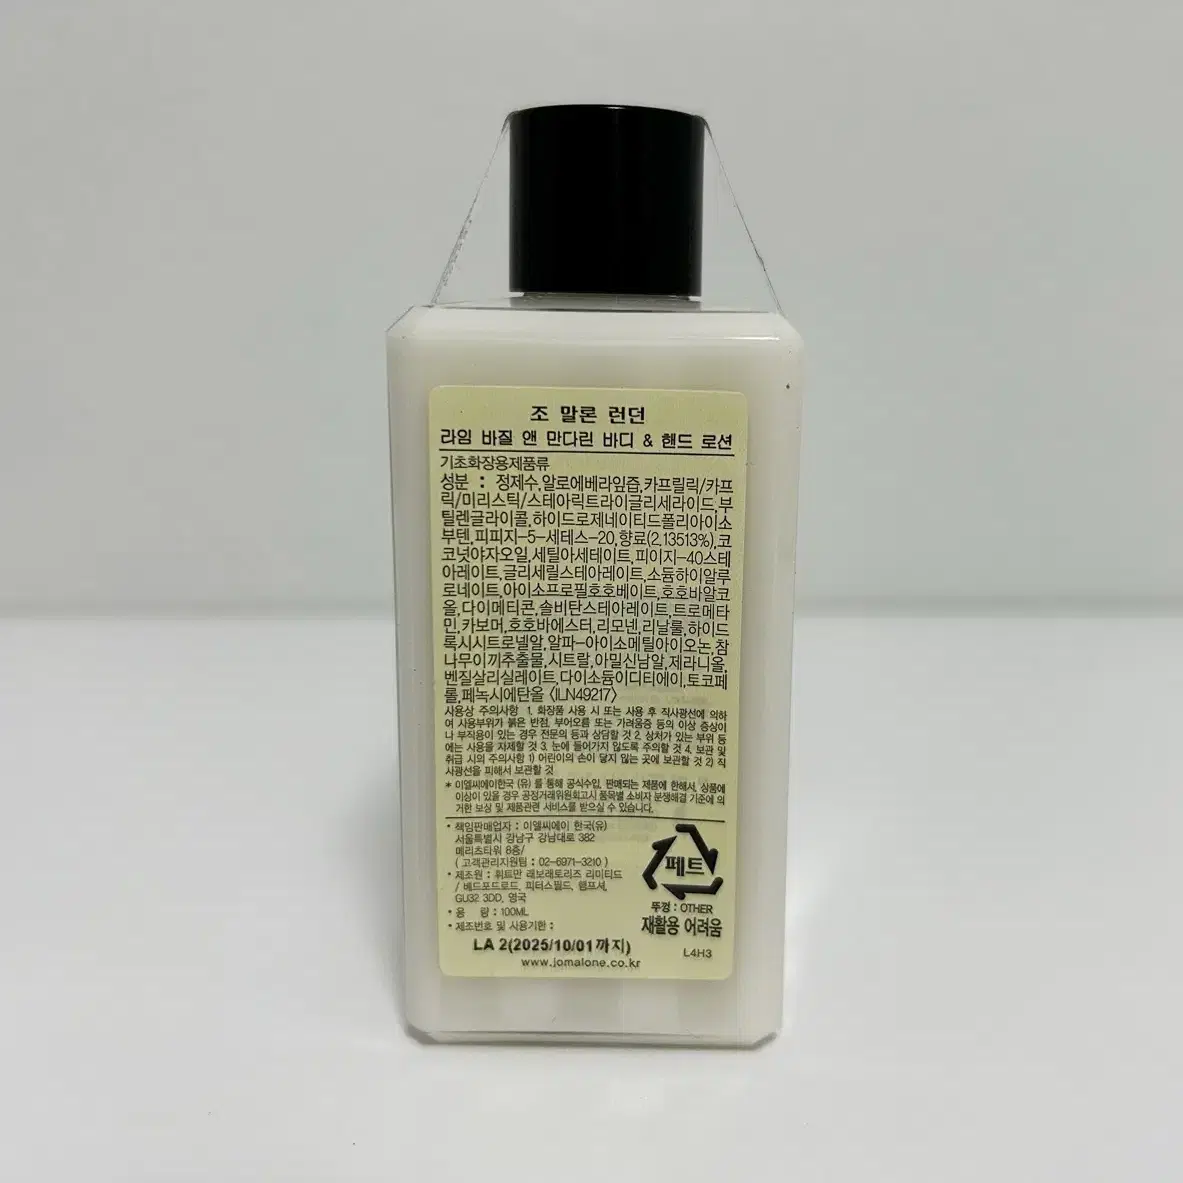 조 말론 런던
라임 바질 앤 만다린 바디 & 핸드 로션
기초화장용제품류
성분 : 정제수,알로에베라잎즙,카프릴릭/카프
릭/미리스틱/스테아릭트라이글리세라이드,부
틸렌글라이콜,하이드로제네이티드폴리아이소
부텐,피피지-5-세테스-20,향료(2.13513%),코
코넛야자오일,세틸아세테이트,피이지-40스테
아레이트,글리세릴스테아레이트,소듐하이알루
로네이트,아이소프로필호호베이트,호호바알코
올,다이메티콘,솔비탄스테아레이트,트로메타
민,카보머,호호바에스터,리모넨,리날룰,하이드
록시시트로넬알,알파-아이소메틸아이오논,참
나무이끼추출물,시트랄,아밀신남알,제라니올,
벤질살리실레이트,다이소듐이디티에이,토코페
롤,페녹시에탄올 <ILN49217>
사용상 주의사항 1. 화장품 사용 시 또는 사용 후 직사광선에 의하
여 사용부위가 붉은 반점, 부어오름 또는 가려움증 등의 이상 증상이
나 부작용이 있는 경우 전문의 등과 상담할 것 2. 상처가 있는 부위 등
에는 사용을 자제할 것 3. 눈에 들어가지 않도록 주의할 것 4. 보관 및
취급 시의 주의사항 1) 어린이의 손이 닿지 않는 곳에 보관할 것 2) 직
사광선을 피해서 보관할 것
* 이엘씨에이한국 (유) 를 통해 공식수입, 판매되는 제품에 한해서, 상품에
이상이 있을 경우 공정거래위원회고시 품목별 소비자 분쟁해결 기준에 의
거한 보상 및 제품관련 서비스를 받으실 수 있습니다.
• 책임판매업자 : 이엘씨에이 한국(유)
서울특별시 강남구 강남대로 382
메리츠타워 8층/
( 고객관리지원팀 : 02-6971-3210 )
• 제조원 : 휘트만 래보래토리즈 리미티드
/ 베드포드로드, 피터스필드, 햄프셔,
GU32 3DD, 영국
• 용 량 : 100ML
• 제조번호 및 사용기한 :
LA 2(2025/10/01까지)
www.jomalone.co.kr
페트
뚜껑 : OTHER
재활용 어려움
L4H3